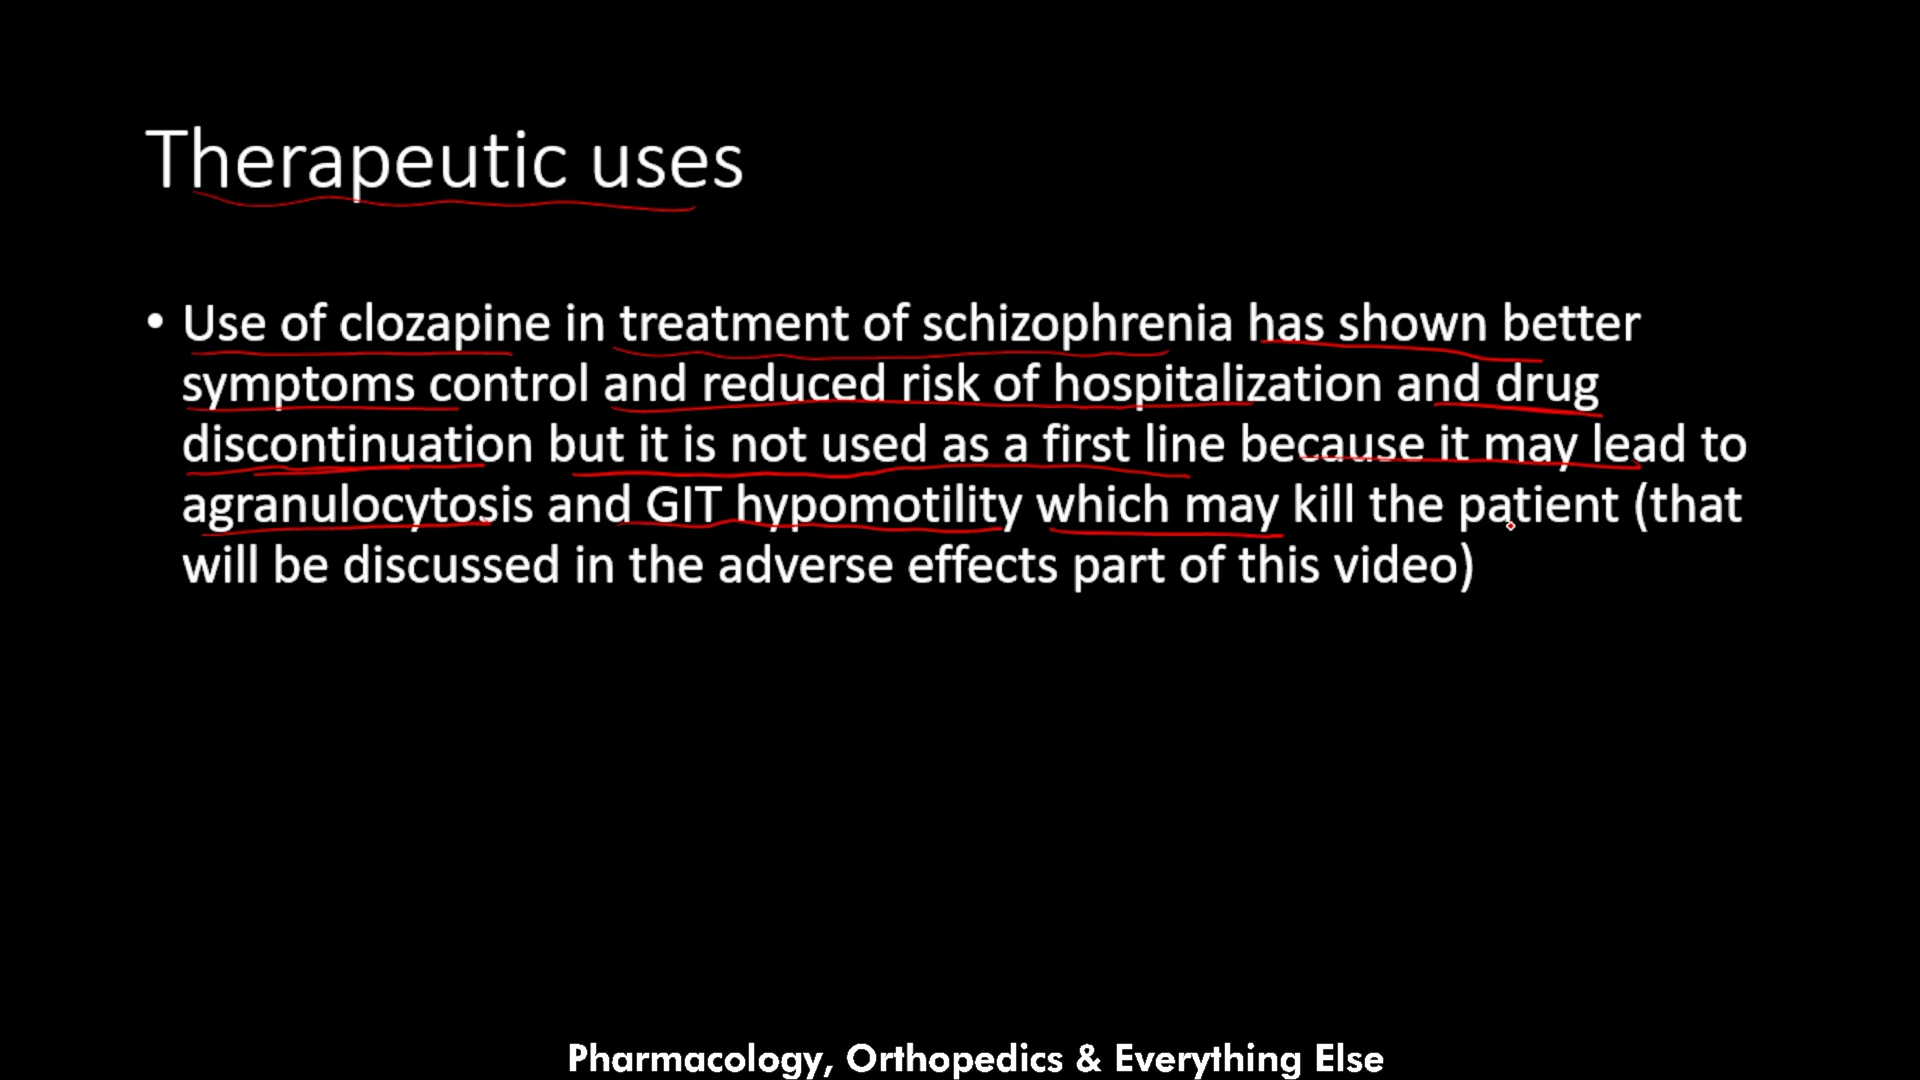 Therapeutic uses
• Use of clozapine in treatment of schizophrenia has shown better
symptoms control and reduced risk of hospitalization and drug
discontinuation but it is not used as a first line because it may lead to
agranulocytosis and GIT hypomotility which may kill the patient (that
will be discussed in the adverse effects part of this video)
Pharmacology, Orthopedics & Everything Else